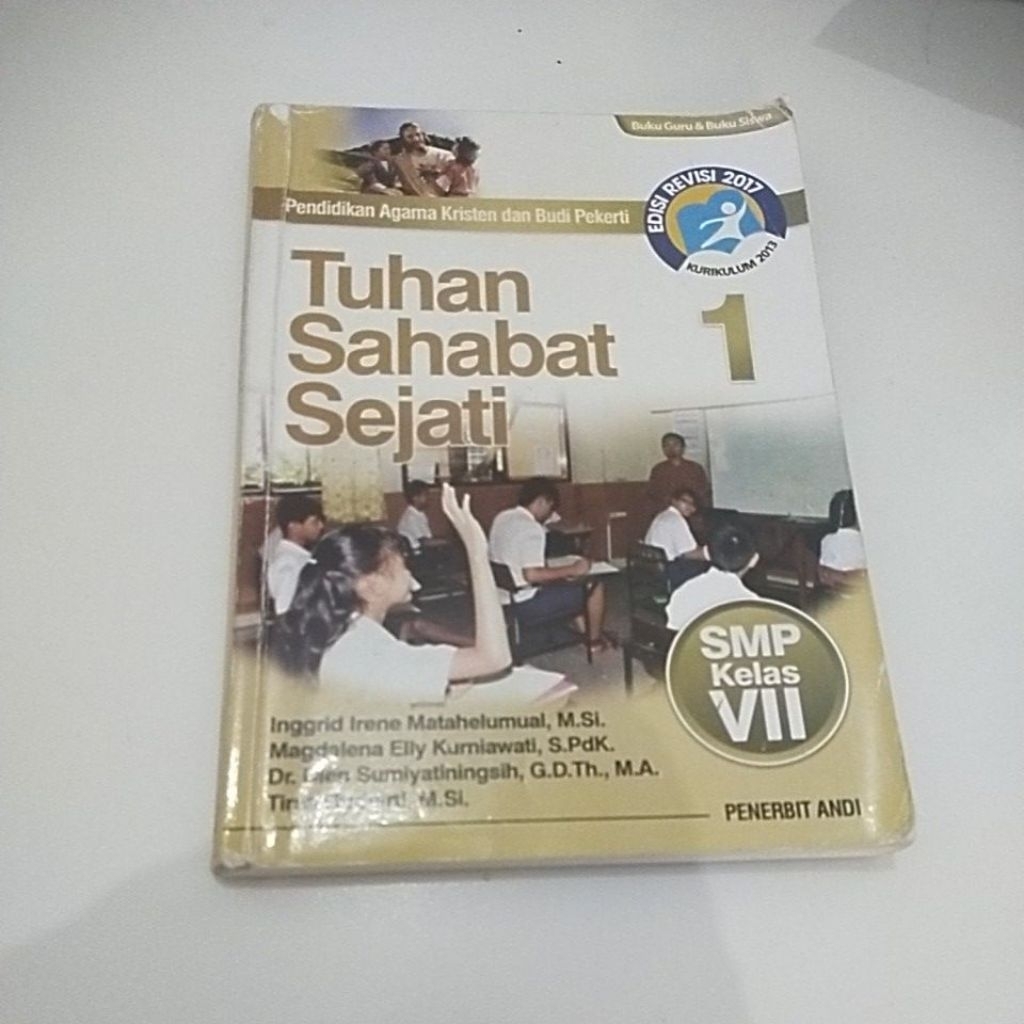 Buku Guru & Buku Siswa
EDISI REVISI 2017
KURIKULUM 2013
Pendidikan Agama Kristen dan Budi Pekerti
Tuhan
Sahabat
Sejati
1
SMP
Kelas
VII
Inggrid Irene Matahelumual, M.Si.
Magdalena Elly Kurniawati, S.PdK.
Dr. Sumiyatiningsih, G.D.Th., M.A.
M.Si.
PENERBIT ANDI